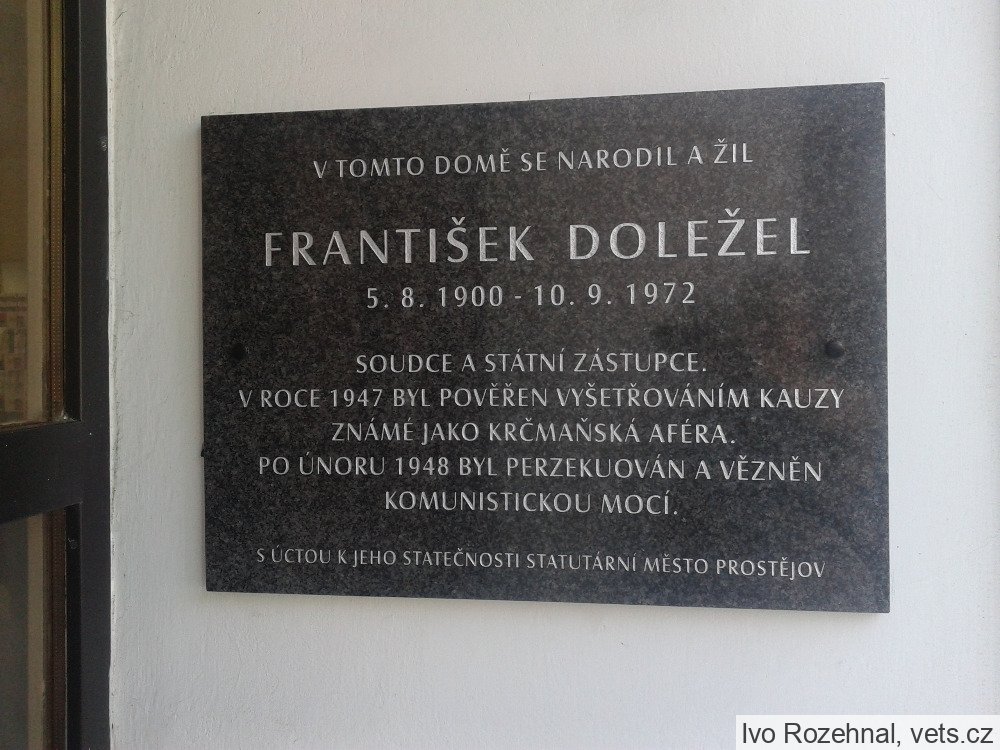 V TOMTO DOMĚ SE NARODIL A ŽIL
FRANTIŠEK DOLEŽEL
5. 8. 1900 - 10. 9. 1972
SOUDCE A STÁTNÍ ZÁSTUPCE.
V ROCE 1947 BYL POVĚŘEN VYŠETŘOVÁNÍM KAUZY
ZNÁMÉ JAKO KRČMAŇSKÁ AFÉRA.
PO ÚNORU 1948 BYL PERZEKUOVÁN A VĚZNĚN
KOMUNISTICKOU MOCÍ.
S ÚCTOU K JEHO STATEČNOSTI STATUTÁRNÍ MĚSTO PROSTĚJOV
Ivo Rozehnal, vets.cz